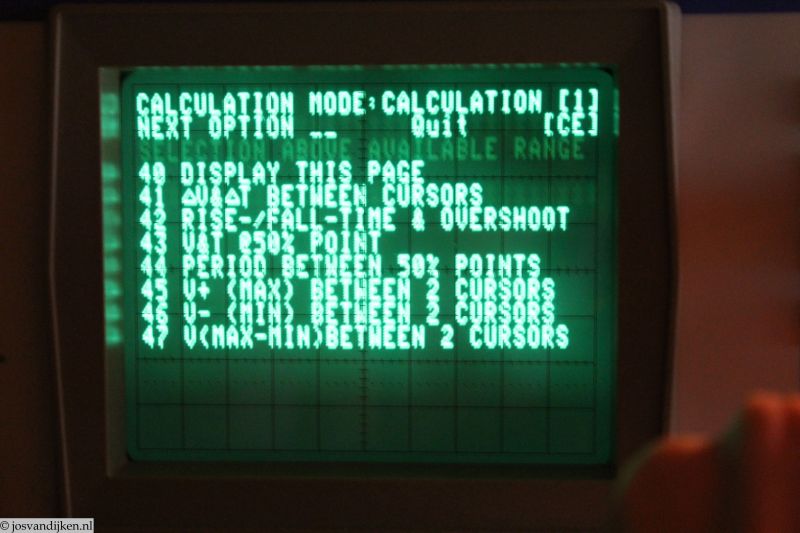 CALCULATION MODE:CALCULATION [1]
NEXT OPTION __ Quit [CE]
SELECTION ABOVE AVAILABLE RANGE
40 DISPLAY THIS PAGE
41 ΔV&ΔT BETWEEN CURSORS
42 RISE-/FALL-TIME & OVERSHOOT
43 V&T @50% POINT
44 PERIOD BETWEEN 50% POINTS
45 V+ (MAX) BETWEEN 2 CURSORS
46 V- (MIN) BETWEEN 2 CURSORS
47 V(MAX-MIN)BETWEEN 2 CURSORS
© josvandijken.nl